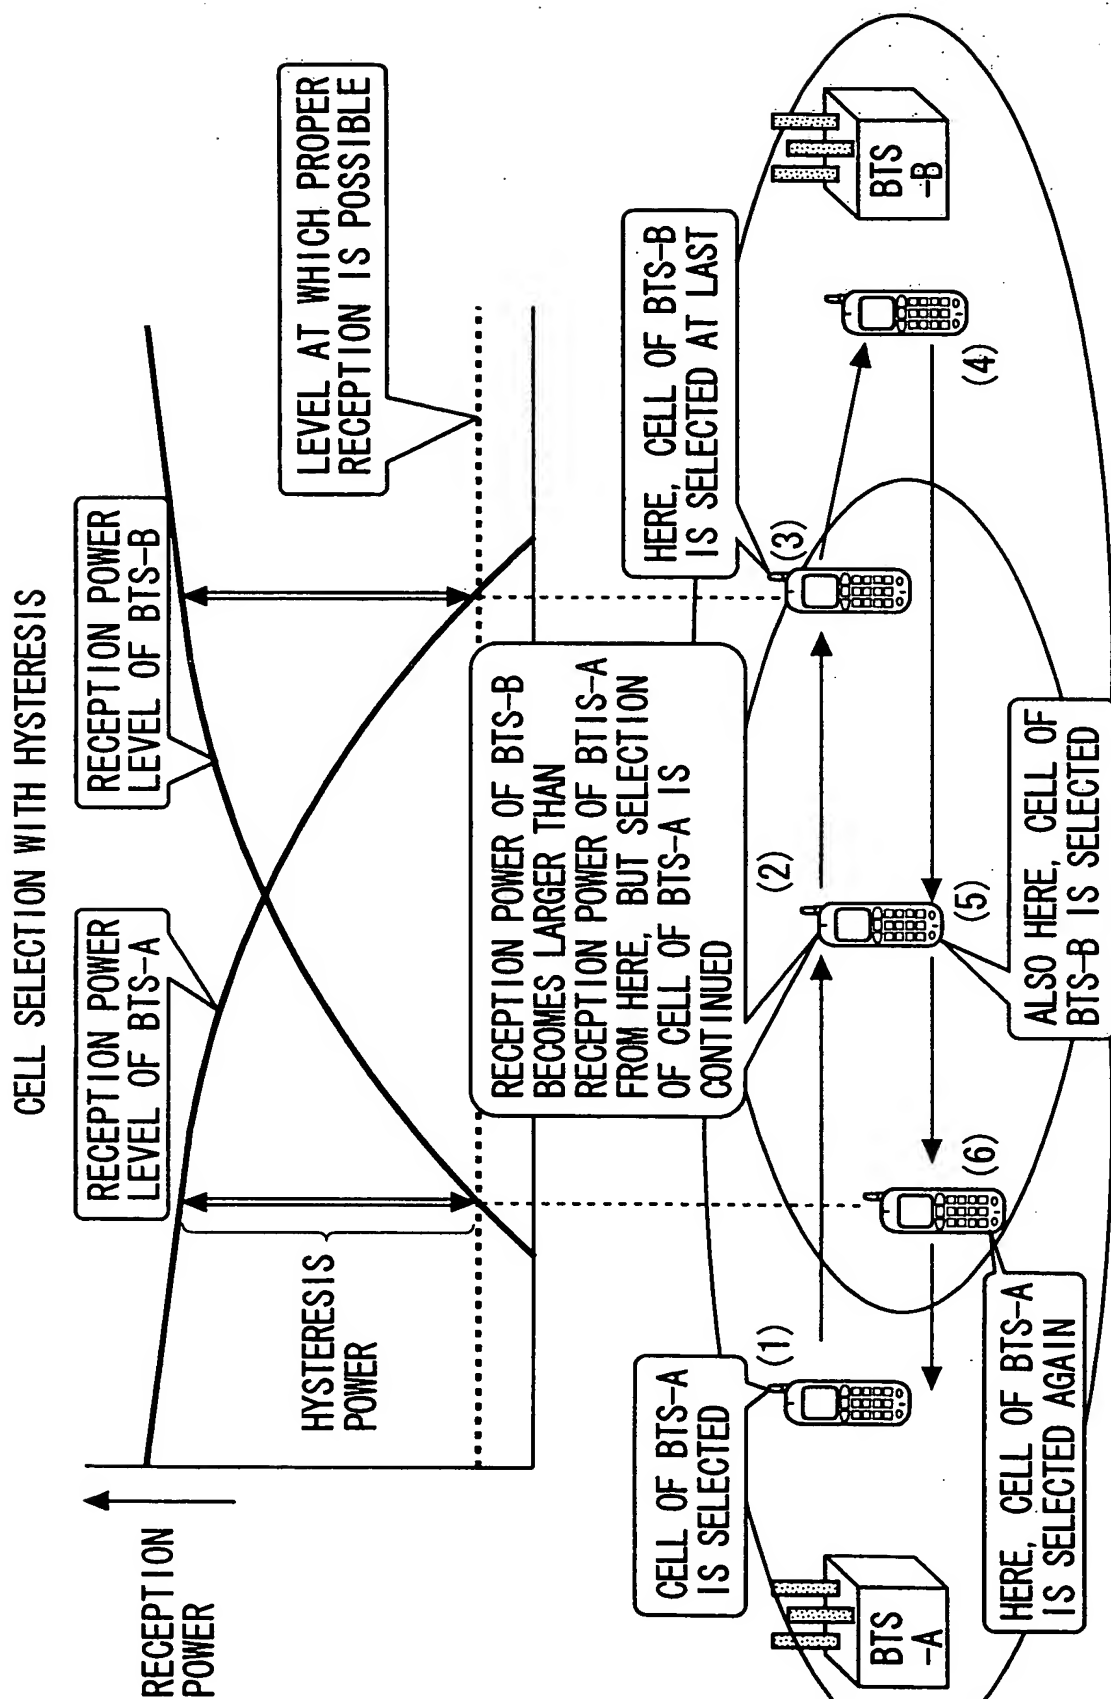 CELL SELECTION WITH HYSTERESIS
RECEPTION
POWER
RECEPTION POWER
LEVEL OF BTS-A
RECEPTION POWER
LEVEL OF BTS-B
HYSTERESIS
POWER
LEVEL AT WHICH PROPER
RECEPTION IS POSSIBLE
RECEPTION POWER OF BTS-B
BECOMES LARGER THAN
RECEPTION POWER OF BTIS-A
FROM HERE, BUT SELECTION
OF CELL OF BTS-A IS
CONTINUED
HERE, CELL OF BTS-B
IS SELECTED AT LAST
CELL OF BTS-A
IS SELECTED
(1)
(2)
(3)
BTS
-A
BTS
-B
(4)
(5)
(6)
HERE, CELL OF BTS-A
IS SELECTED AGAIN
ALSO HERE, CELL OF
BTS-B IS SELECTED